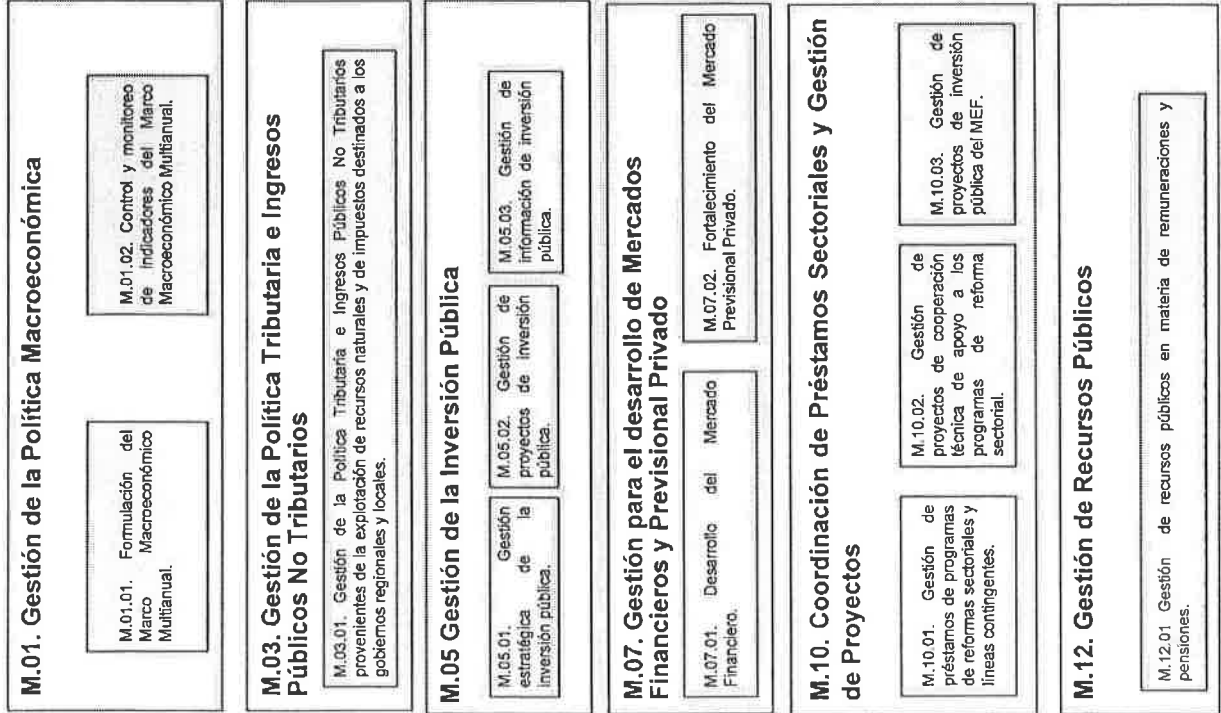 M.01. Gestión de la Política Macroeconómica
M.01.01. Formulación del
Marco Macroeconómico
Multianual.
M.01.02. Control y monitoreo
de Indicadores del Marco
Macroeconómico Multianual.
M.03. Gestión de la Política Tributaria e Ingresos
Públicos No Tributarios
M.03.01. Gestión de la Política Tributaria e Ingresos Públicos No Tributarios
provenientes de la explotación de recursos naturales y de impuestos destinados a los
gobiernos regionales y locales.
M.05 Gestión de la Inversión Pública
M.05.01. Gestión
estratégica de la
inversión pública.
M.05.02. Gestión de
proyectos de inversión
pública.
M.05.03. Gestión de
información de inversión
pública.
M.07. Gestión para el desarrollo de Mercados
Financieros y Previsional Privado
M.07.01. Desarrollo del Mercado
Financiero.
M.07.02. Fortalecimiento del Mercado
Previsional Privado.
M.10. Coordinación de Préstamos Sectoriales y Gestión
de Proyectos
M.10.01. Gestión de
préstamos de programas
de reformas sectoriales y
líneas contingentes.
M.10.02. Gestión de
proyectos de cooperación
técnica de apoyo a los
programas de reforma
sectorial.
M.10.03. Gestión de
proyectos de inversión
pública del MEF.
M.12. Gestión de Recursos Públicos
M.12.01 Gestión de recursos públicos en materia de remuneraciones y
pensiones.